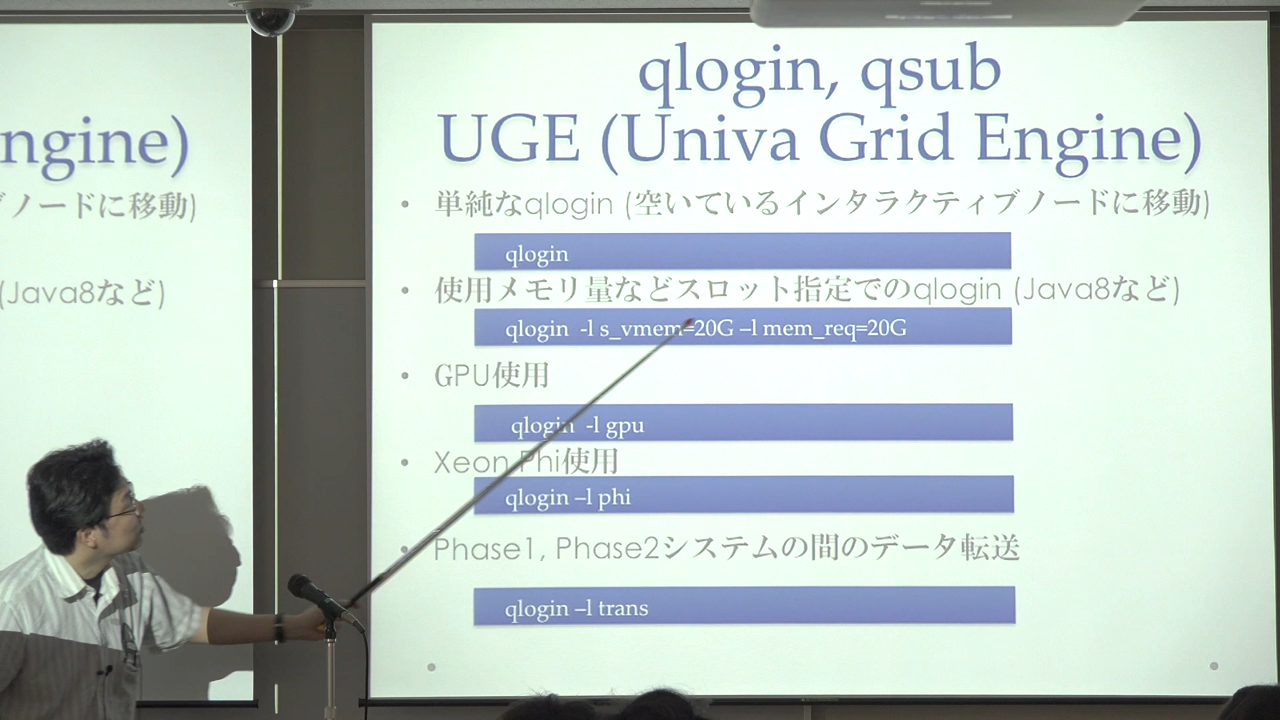 qlogin, qsub
UGE (Univa Grid Engine)
• 単純なqlogin (空いているインタラクティブノードに移動)
qlogin
• 使用メモリ量などスロット指定でのqlogin (Java8など)
qlogin -l s_vmem=20G –l mem_req=20G
• GPU使用
qlogin -l gpu
• Xeon Phi使用
qlogin –l phi
• Phase1, Phase2システムの間のデータ転送
qlogin –l trans
ngine)
ブノードに移動)
(Java8など)